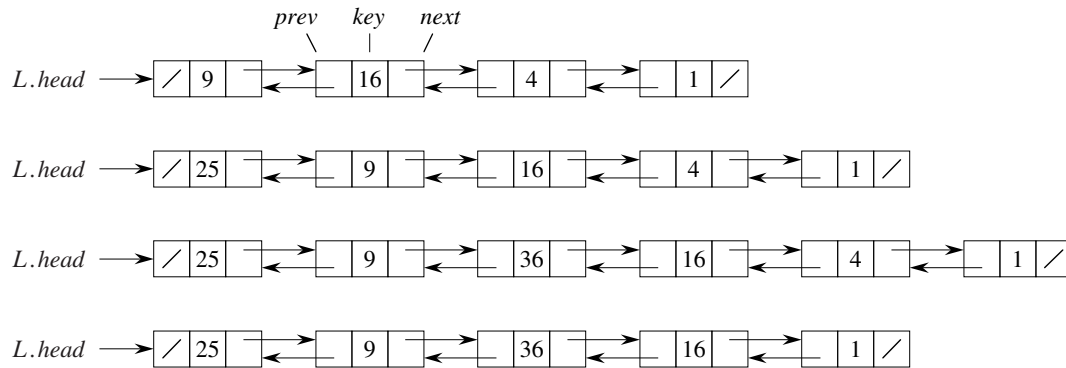 prev key next
L.head / 9 16 4 1 /
L.head / 25 9 16 4 1 /
L.head / 25 9 36 16 4 1 /
L.head / 25 9 36 16 1 /